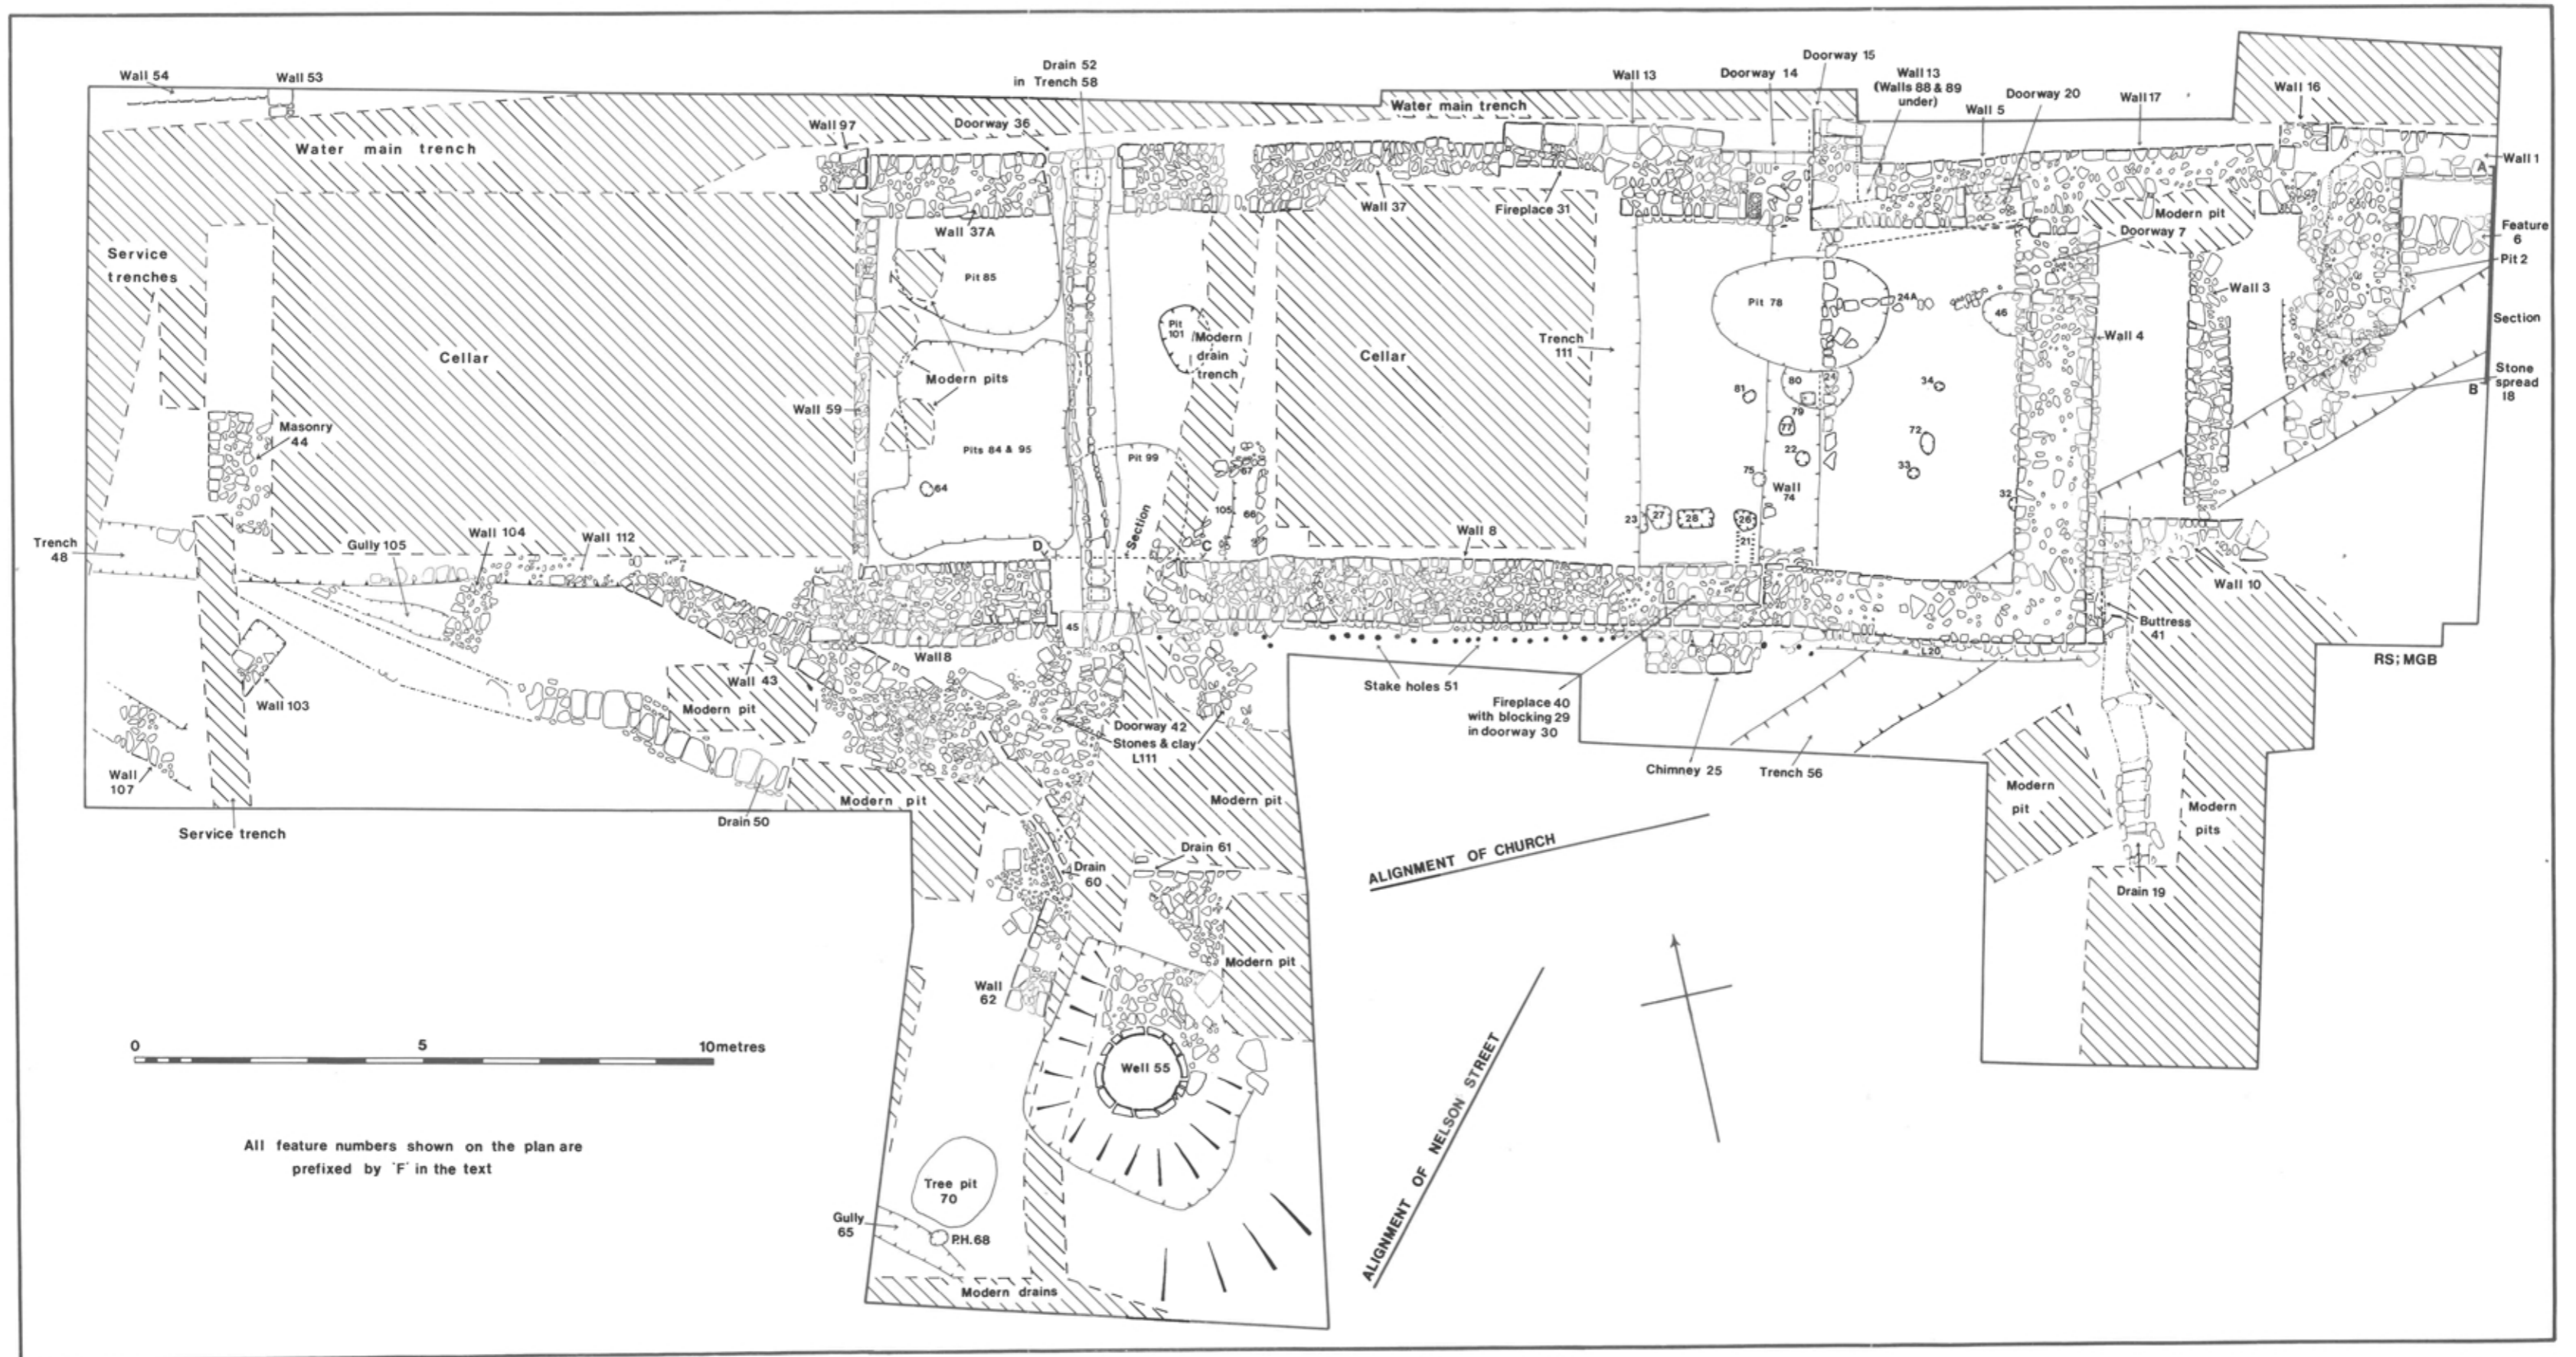 Wall 54
Wall 53
Drain 52
in Trench 58
Wall 97
Doorway 36
Water main trench
Water main trench
Wall 13
Doorway 14
Doorway 15
Wall 13
(Walls 88 & 89
under)
Wall 5
Doorway 20
Wall 17
Wall 16
Wall 1
A
Feature
6
Pit 2
Section
B
Stone
spread
18
Service
trenches
Cellar
Masonry
44
Wall 59
Wall 37A
Pit 85
Modern pits
Pits 84 & 95
64
Pit
101
Modern
drain
trench
Pit 99
67
105
66
Section
D
C
Wall 37
Fireplace 31
Cellar
Trench
111
Pit 78
24A
46
Modern pit
Doorway 7
Wall 3
Wall 4
81
80
24
79
77
22
75
Wall
74
34
72
33
32
23
27
28
26
21
Trench
48
Gully 105
Wall 104
Wall 112
Wall 8
Wall 10
Buttress
41
RS; MGB
45
Wall 8
Wall 43
Modern pit
Wall 103
Wall
107
Service trench
Drain 50
Modern pit
Doorway 42
Stones & clay
L111
Modern pit
Stake holes 51
Fireplace 40
with blocking 29
in doorway 30
L20
Chimney 25
Trench 56
Modern
pit
Modern
pits
Drain 19
Drain
60
Drain 61
Modern pit
Wall
62
Well 55
Tree pit
70
Gully
65
P.H. 68
Modern drains
ALIGNMENT OF CHURCH
ALIGNMENT OF NELSON STREET
0 5 10 metres
All feature numbers shown on the plan are
prefixed by 'F' in the text